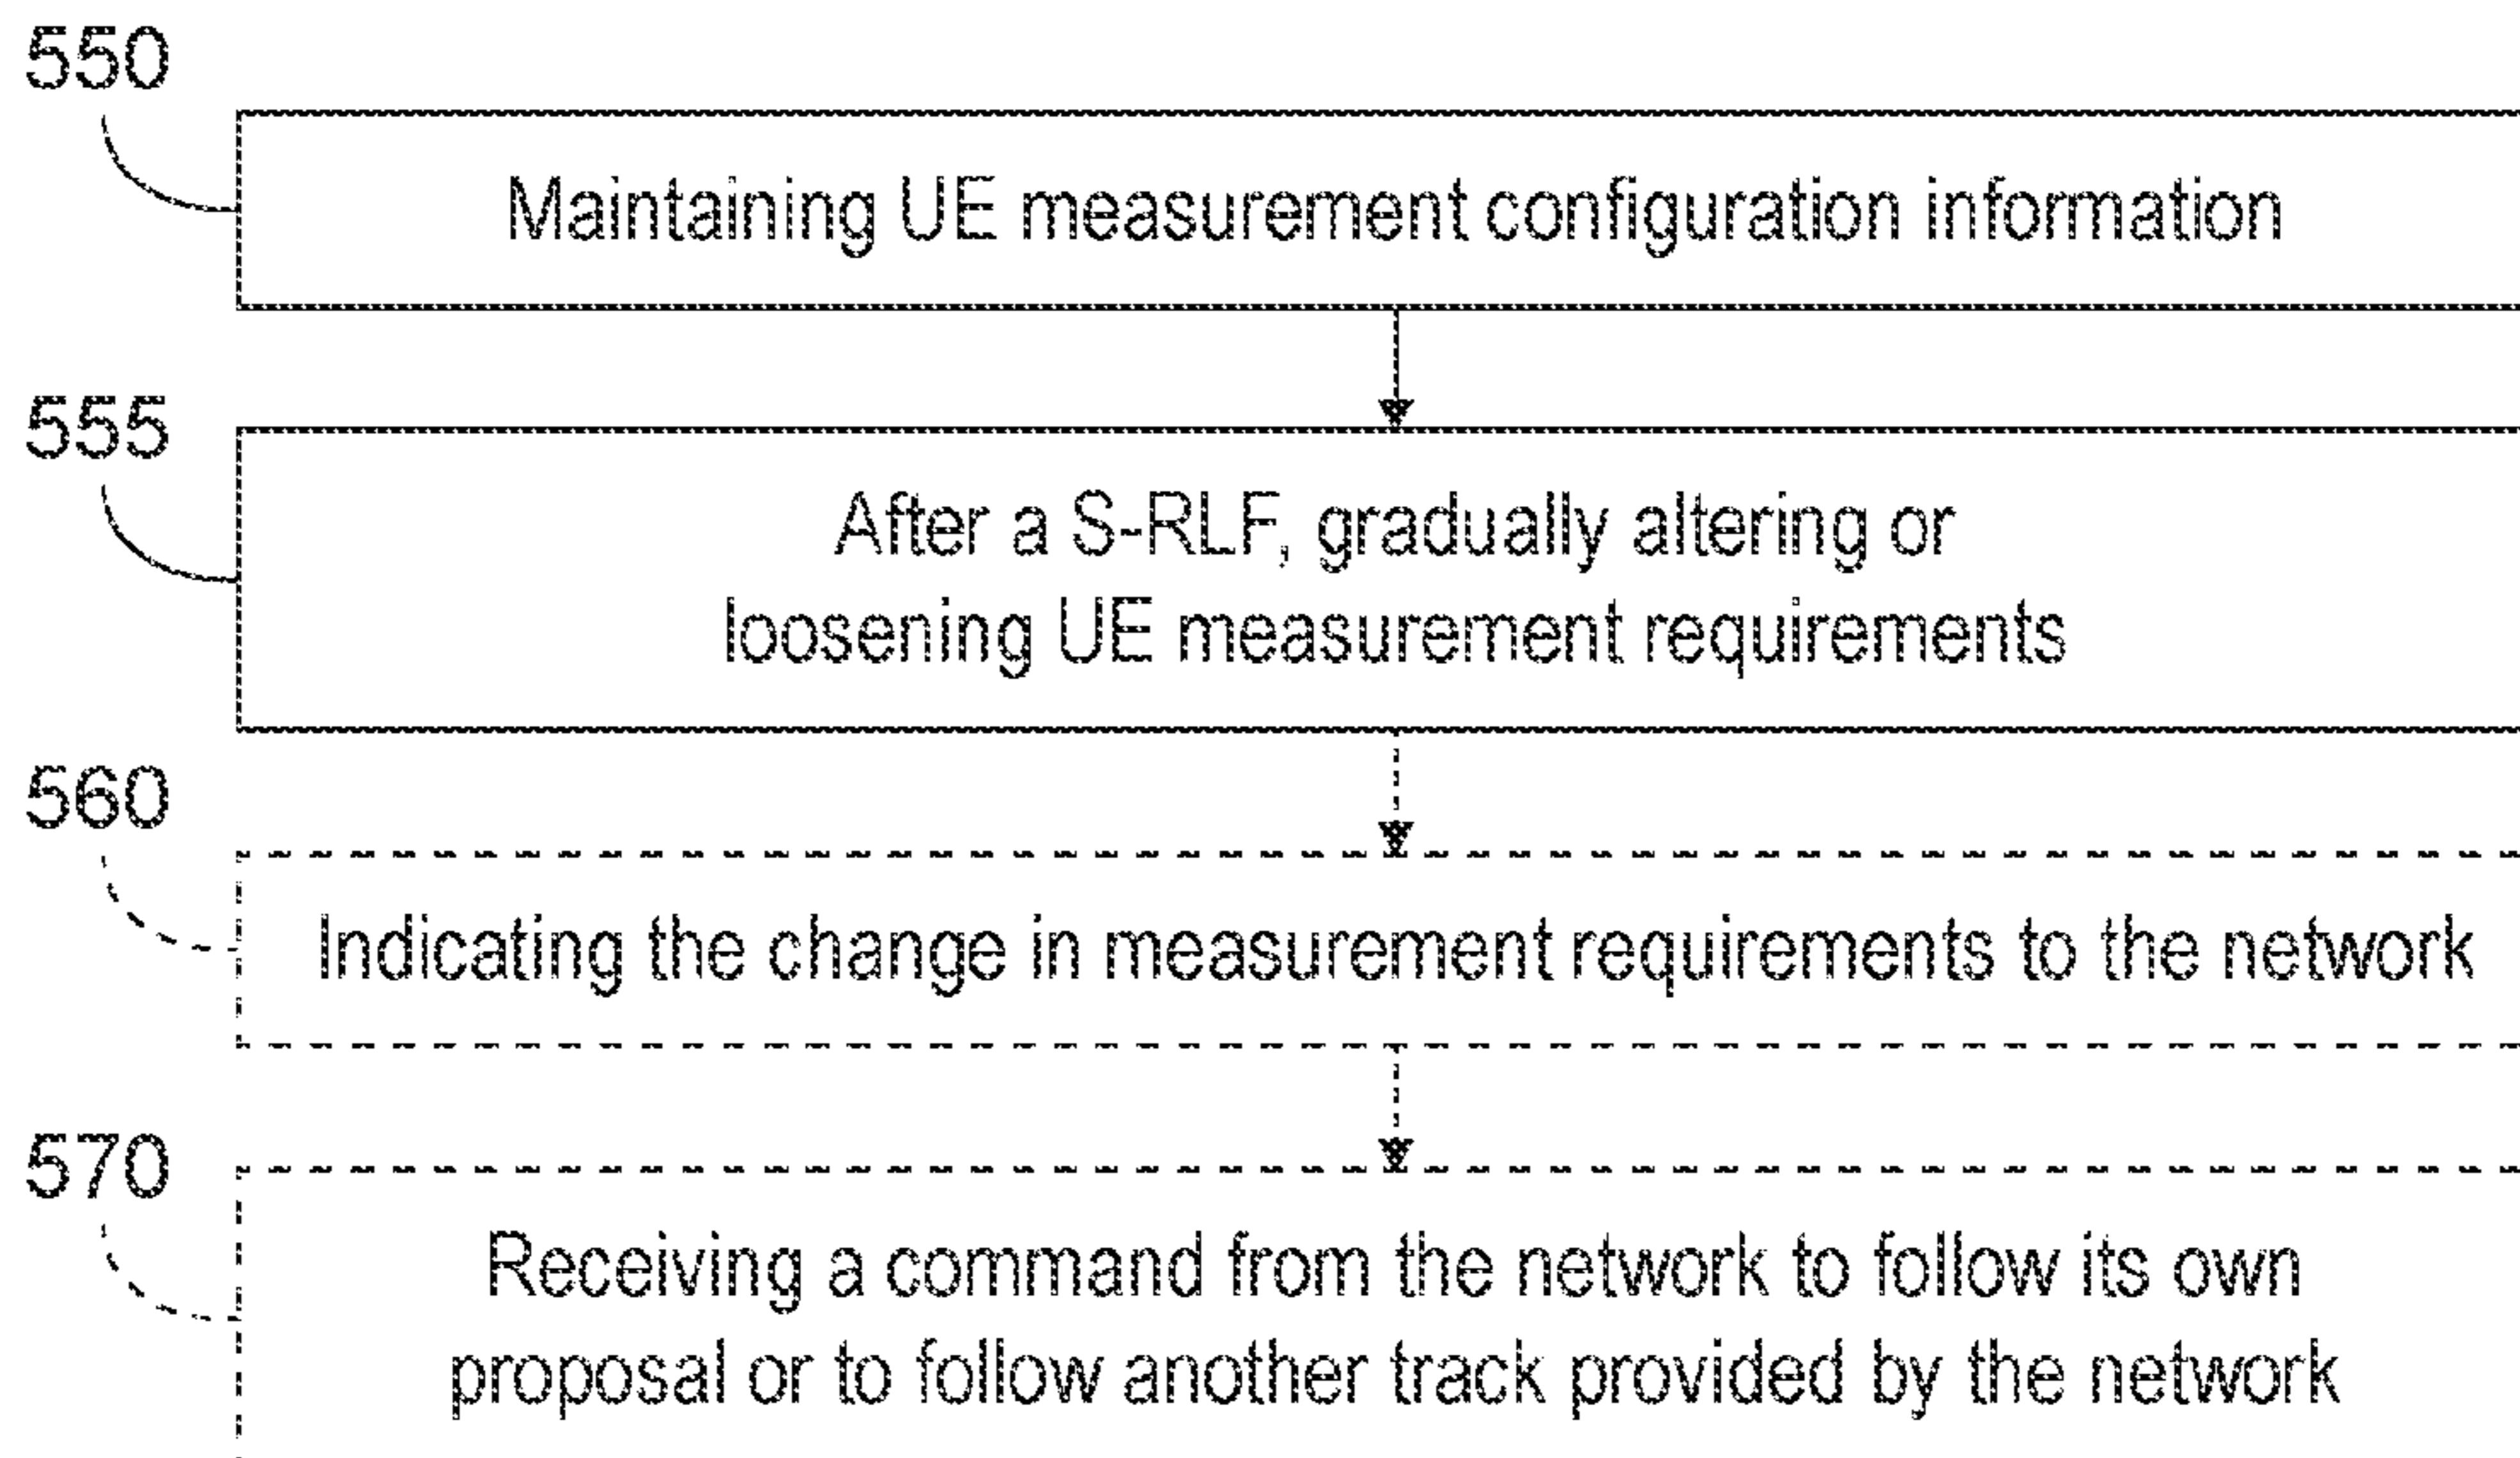 550
Maintaining UE measurement configuration information
555
After a S-RLF, gradually altering or
loosening UE measurement requirements
560
Indicating the change in measurement requirements to the network
570
Receiving a command from the network to follow its own
proposal or to follow another track provided by the network